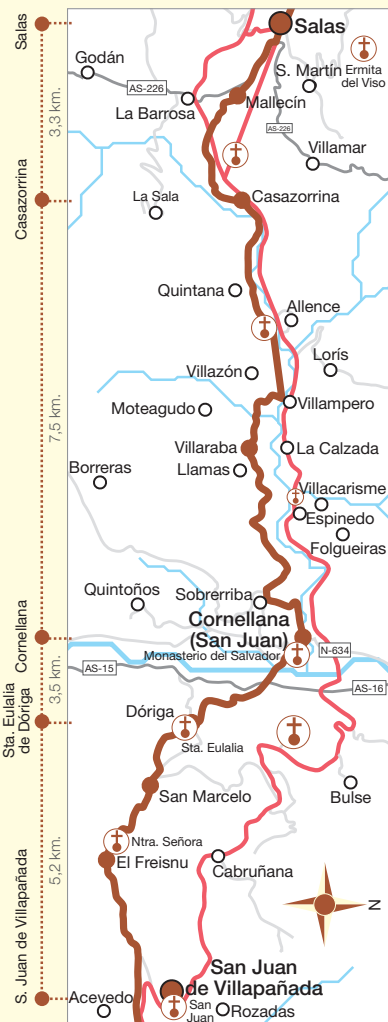 Salas
3,3 km.
Casazorrina
7,5 km.
Cornellana
3,5 km.
Sta. Eulalia
de Dóriga
5,2 km.
S. Juan de Villapañada
Salas
Godán
S. Martín
Ermita
del Viso
AS-226
Mallecín
La Barrosa
AS-226
Villamar
La Sala
Casazorrina
Quintana
Allence
Lorís
Villazón
Moteagudo
Villampero
Villaraba
La Calzada
Llamas
Borreras
Villacarisme
Espinedo
Folgueiras
Quintoños
Sobrerriba
Cornellana
(San Juan)
N-634
Monasterio del Salvador
AS-15
AS-16
Dóriga
Sta. Eulalia
San Marcelo
Bulse
Ntra. Señora
El Freisnu
Cabruñana
N
San Juan
de Villapañada
Acevedo
San
Juan
Rozadas